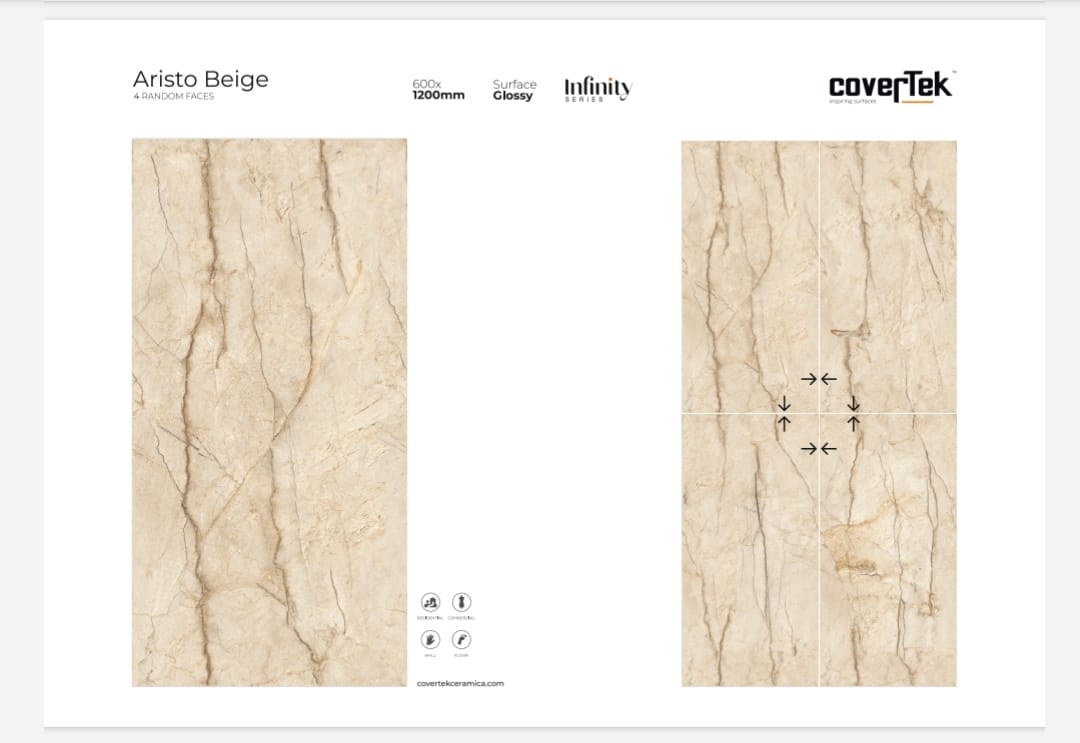 Aristo Beige
4 RANDOM FACES
600x
1200mm
Surface
Glossy
Infinity
SERIES
coverTek™
inspiring surfaces
RESIDENTIAL
COMMERCIAL
WALL
FLOOR
covertekceramica.com